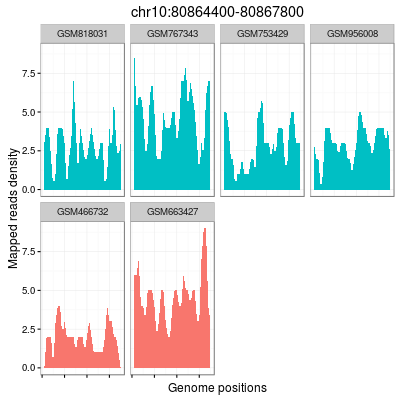 chr10:80864400-80867800
GSM818031 GSM767343 GSM753429 GSM956008
7.5
5.0
2.5
0.0
Mapped reads density
GSM466732 GSM663427
7.5
5.0
2.5
0.0
Genome positions